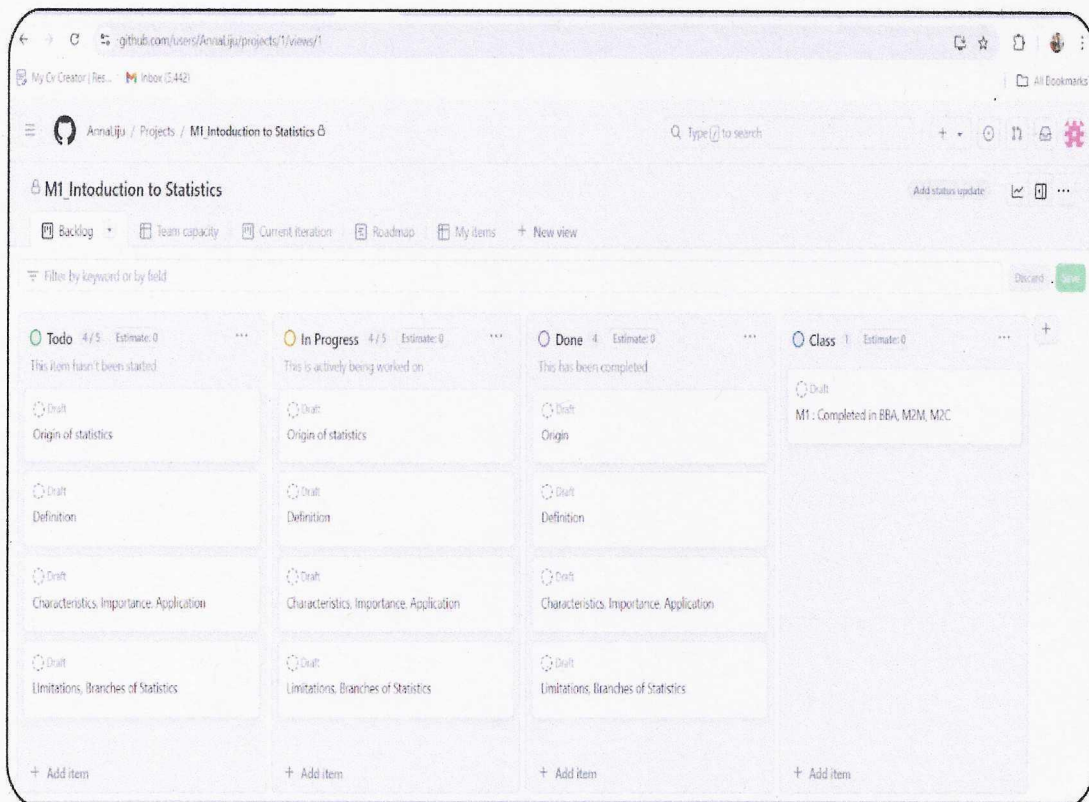 github.com/users/AnnaLiju/projects/1/views/1
My Cv Creator | Res... Inbox (5,442)
All Bookmarks
AnnaLiju / Projects / M1_Intoduction to Statistics
Type / to search
M1_Intoduction to Statistics
Add status update
Backlog Team capacity Current iteration Roadmap My items + New view
Filter by keyword or by field
Discard Save
Todo 4 / 5 Estimate: 0
This item hasn't been started
Draft
Origin of statistics
Draft
Definition
Draft
Characteristics, Importance, Application
Draft
Limitations, Branches of Statistics
+ Add item
In Progress 4 / 5 Estimate: 0
This is actively being worked on
Draft
Origin of statistics
Draft
Definition
Draft
Characteristics, Importance, Application
Draft
Limitations, Branches of Statistics
+ Add item
Done 4 Estimate: 0
This has been completed
Draft
Origin
Draft
Definition
Draft
Characteristics, Importance, Application
Draft
Limitations, Branches of Statistics
+ Add item
Class 1 Estimate: 0
Draft
M1 : Completed in BBA, M2M, M2C
+ Add item